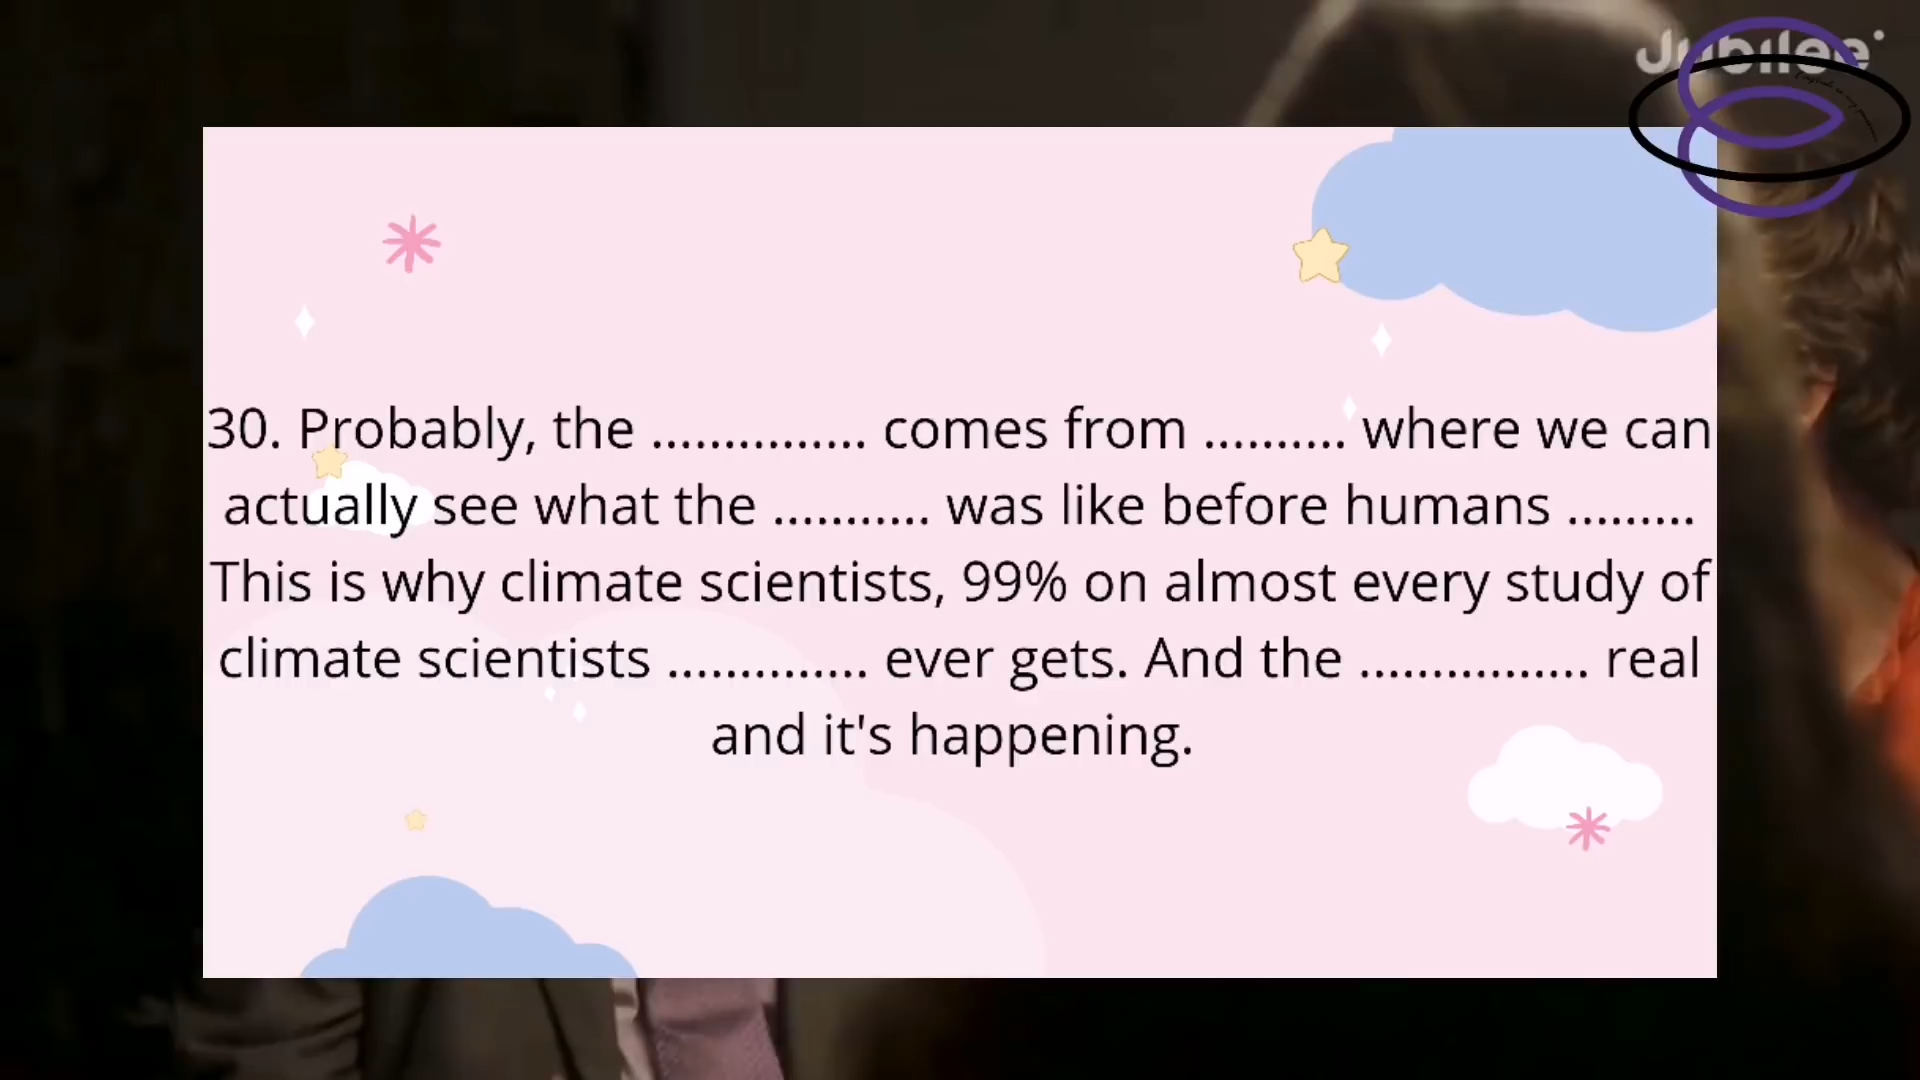 Jubilee
30. Probably, the ............... comes from .......... where we can
actually see what the ........... was like before humans .........
This is why climate scientists, 99% on almost every study of
climate scientists .............. ever gets. And the ................ real
and it's happening.